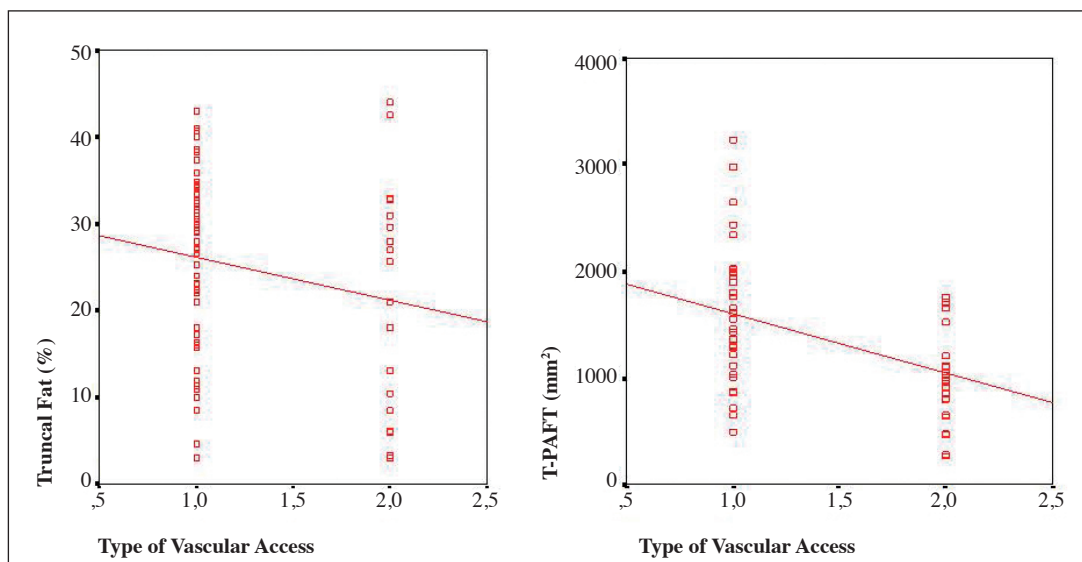 50
40
30
20
10
0
Truncal Fat (%)
,5 1,0 1,5 2,0 2,5
Type of Vascular Access
4000
3000
2000
1000
0
T-PAFT (mm²)
,5 1,0 1,5 2,0 2,5
Type of Vascular Access